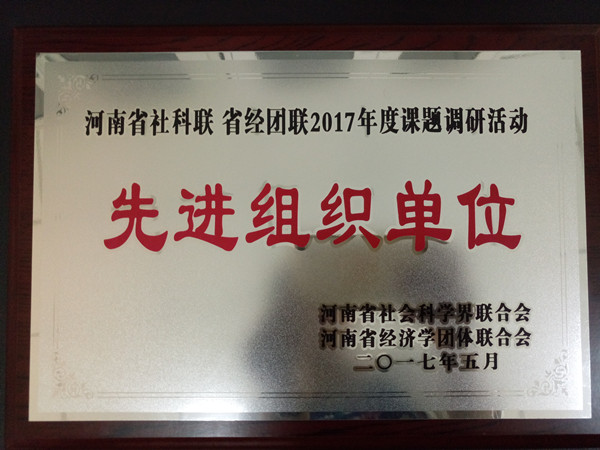 河南省社科联 省经团联2017年度课题调研活动
先进组织单位
河南省社会科学界联合会
河南省经济学团体联合会
二〇一七年五月